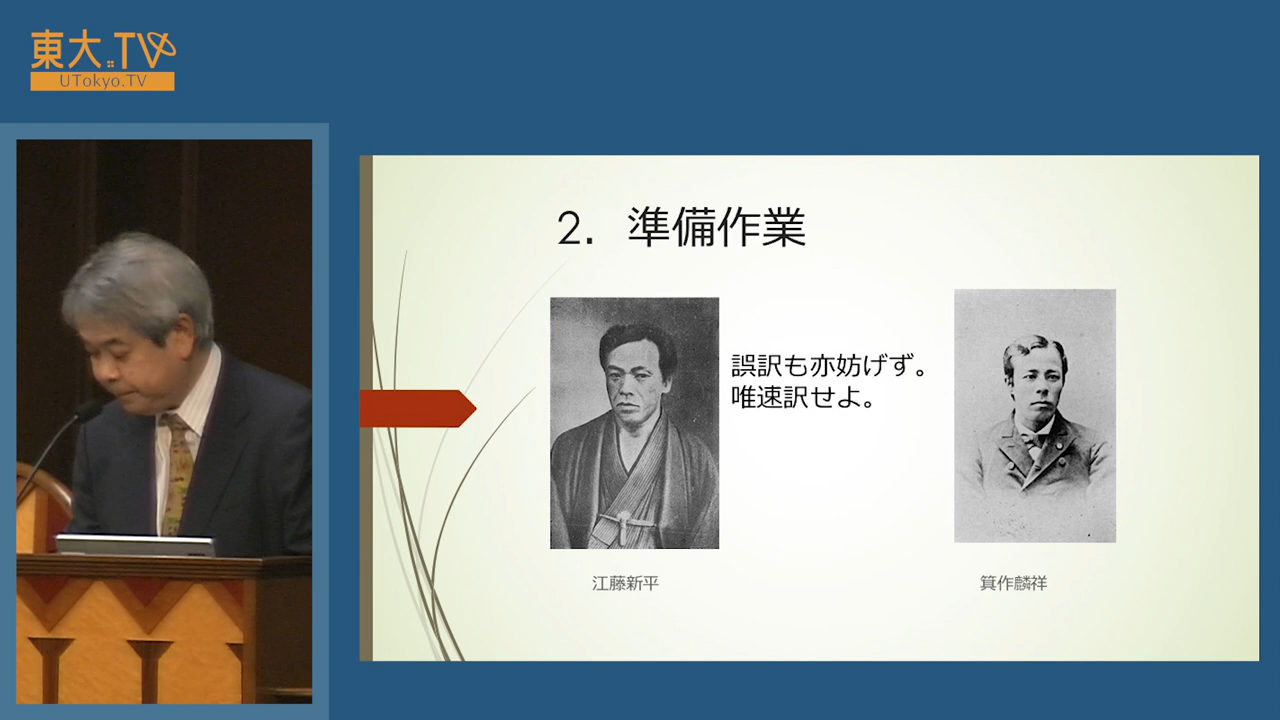 東大.TV
UTokyo.TV
2. 準備作業
誤訳も亦妨げず。
唯速訳せよ。
江藤新平
箕作麟祥